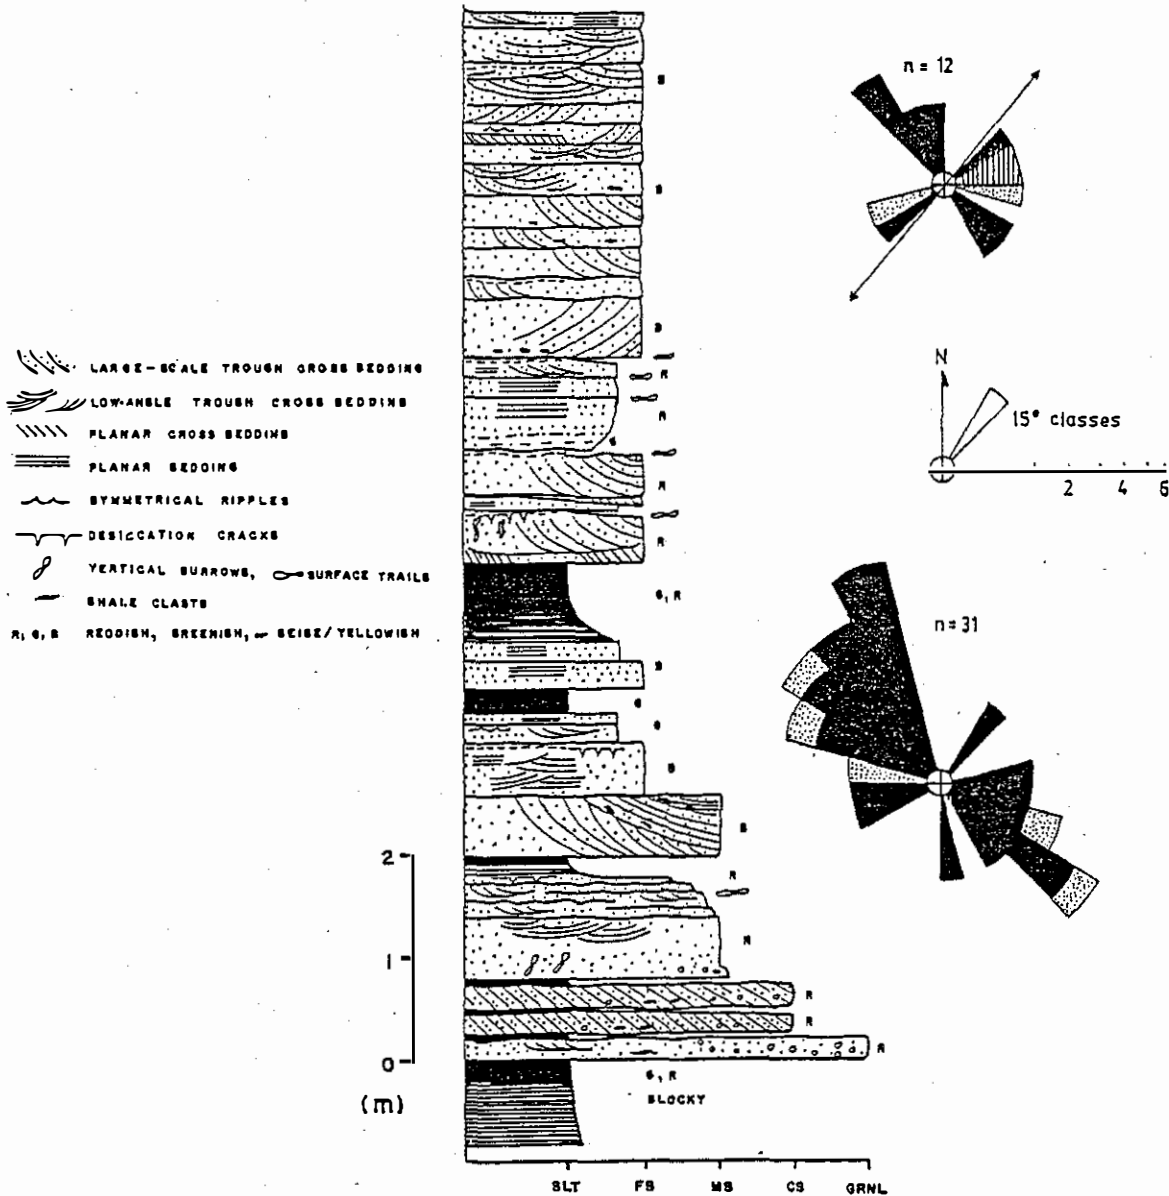 n = 12
B
B
B
LARGE-SCALE TROUGH CROSS BEDDING
LOW-ANGLE TROUGH CROSS BEDDING
PLANAR CROSS BEDDING
PLANAR BEDDING
SYMMETRICAL RIPPLES
DESICCATION CRACKS
VERTICAL BURROWS, SURFACE TRAILS
SHALE CLASTS
R, G, B REDDISH, GREENISH, or BEIGE/YELLOWISH
R
R
G
R
R
G, R
B
G
G
B
B
R
R
R
R
R
G, R
BLOCKY
N
15° classes
2 4 6
n = 31
2
1
0
(m)
SLT FS MS CS GRNL